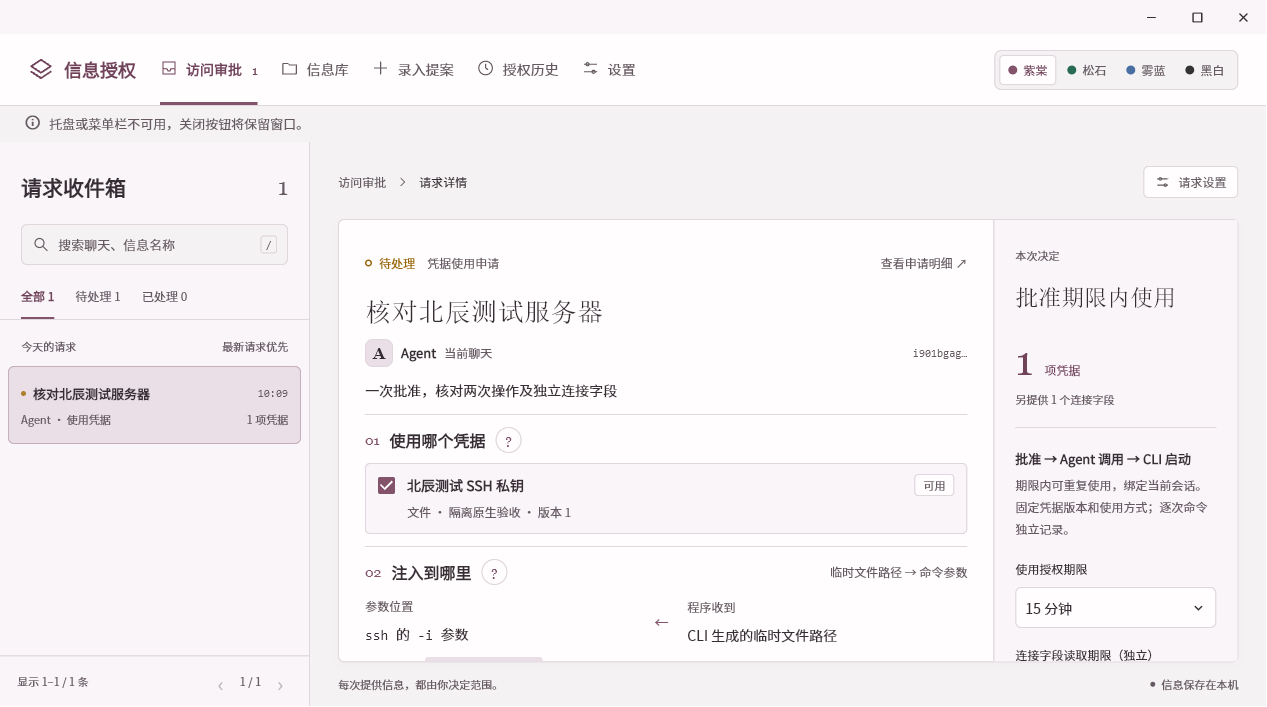 信息授权
访问审批 1
信息库
录入提案
授权历史
设置
紫棠
松石
雾蓝
黑白
托盘或菜单栏不可用，关闭按钮将保留窗口。
请求收件箱
1
搜索聊天、信息名称
/
全部 1
待处理 1
已处理 0
今天的请求
最新请求优先
核对北辰测试服务器
10:09
Agent · 使用凭据
1 项凭据
显示 1–1 / 1 条
‹
1 / 1
›
访问审批 > 请求详情
请求设置
待处理 凭据使用申请
查看申请明细 ↗
核对北辰测试服务器
A Agent 当前聊天
i901bgag…
一次批准，核对两次操作及独立连接字段
01 使用哪个凭据 ?
北辰测试 SSH 私钥
可用
文件 · 隔离原生验收 · 版本 1
02 注入到哪里 ?
临时文件路径 → 命令参数
参数位置
ssh 的 -i 参数
←
程序收到
CLI 生成的临时文件路径
本次决定
批准期限内使用
1 项凭据
另提供 1 个连接字段
批准 → Agent 调用 → CLI 启动
期限内可重复使用，绑定当前会话。
固定凭据版本和使用方式；逐次命令
独立记录。
使用授权期限
15 分钟
连接字段读取期限（独立）
每次提供信息，都由你决定范围。
信息保存在本机